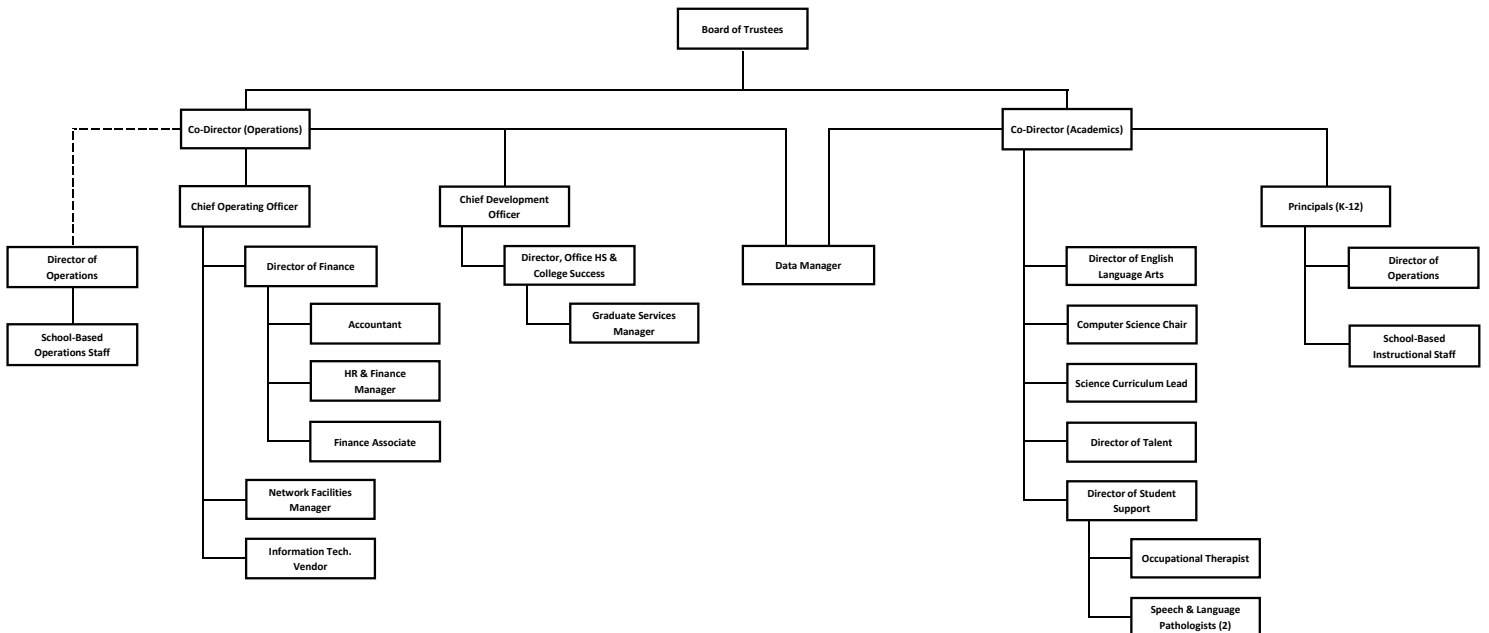 Board of Trustees
Co-Director (Operations)
Co-Director (Academics)
Chief Operating Officer
Chief Development
Officer
Principals (K-12)
Director of
Operations
Director of Finance
Director, Office HS &
College Success
Data Manager
Director of English
Language Arts
Director of
Operations
School-Based
Operations Staff
Accountant
Graduate Services
Manager
Computer Science Chair
School-Based
Instructional Staff
HR & Finance
Manager
Science Curriculum Lead
Finance Associate
Director of Talent
Network Facilities
Manager
Director of Student
Support
Information Tech.
Vendor
Occupational Therapist
Speech & Language
Pathologists (2)